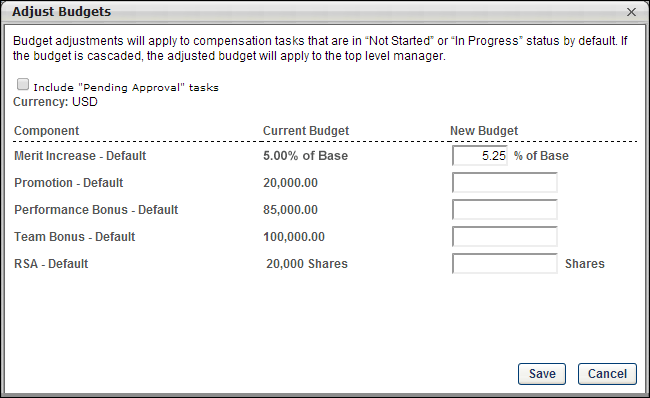 Adjust Budgets
Budget adjustments will apply to compensation tasks that are in “Not Started” or “In Progress” status by default. If
the budget is cascaded, the adjusted budget will apply to the top level manager.
Include "Pending Approval" tasks
Currency: USD
Component Current Budget New Budget
Merit Increase - Default 5.00% of Base 5.25 % of Base
Promotion - Default 20,000.00
Performance Bonus - Default 85,000.00
Team Bonus - Default 100,000.00
RSA - Default 20,000 Shares Shares
Save Cancel